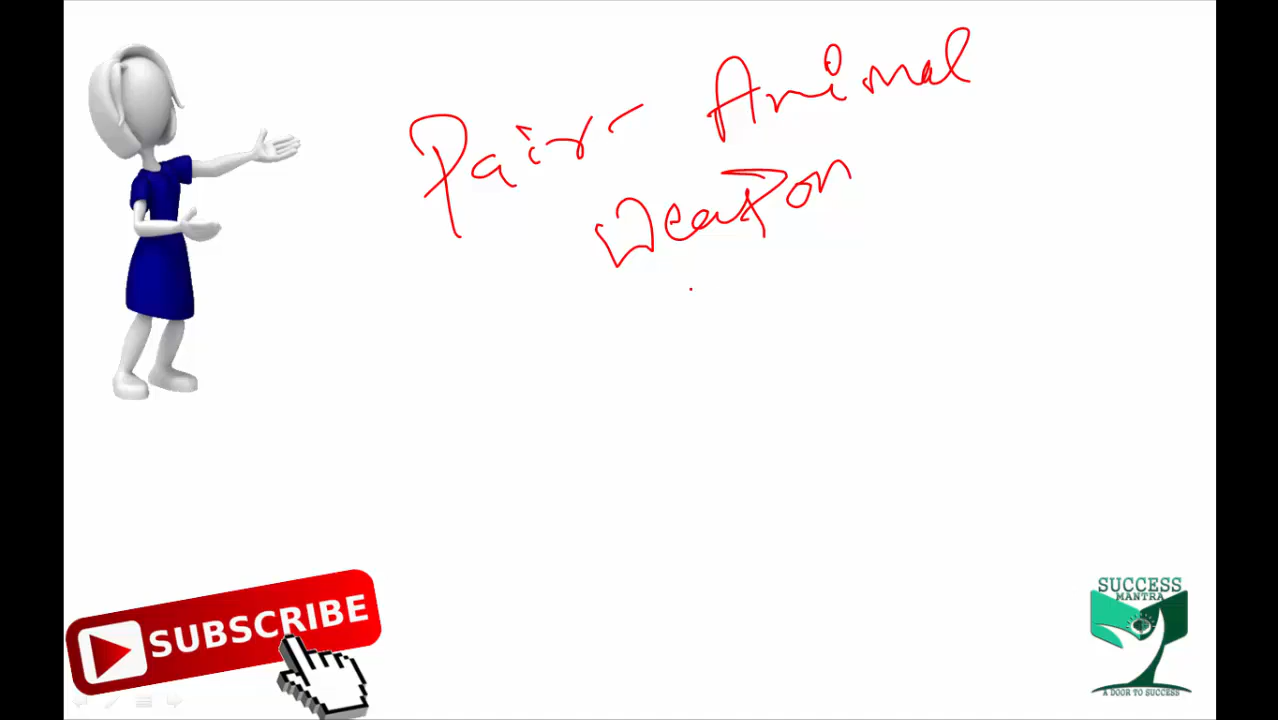 Pair - Animal
Weapon
SUBSCRIBE
SUCCESS
MANTRA
A DOOR TO SUCCESS